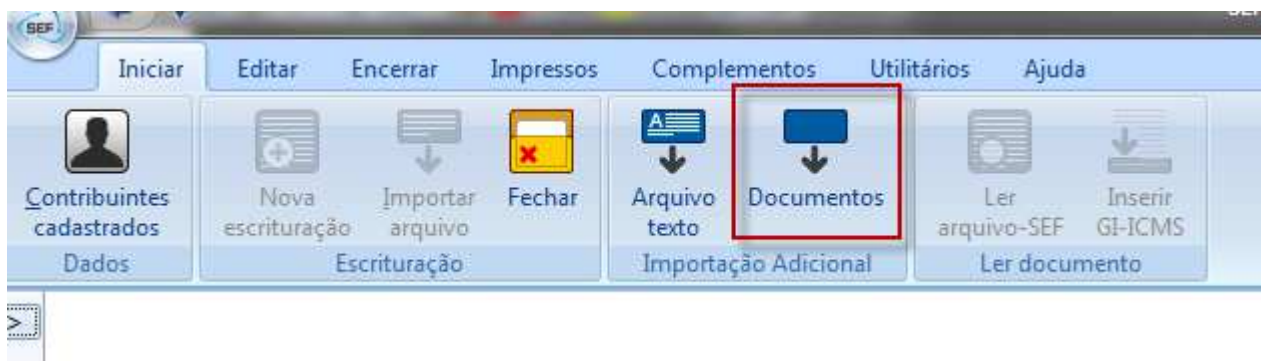 SEF
Iniciar Editar Encerrar Impressos Complementos Utilitários Ajuda
Contribuintes cadastrados
Nova escrituração
Importar arquivo
Fechar
Arquivo texto
Documentos
Ler arquivo-SEF
Inserir GI-ICMS
Dados Escrituração Importação Adicional Ler documento
>